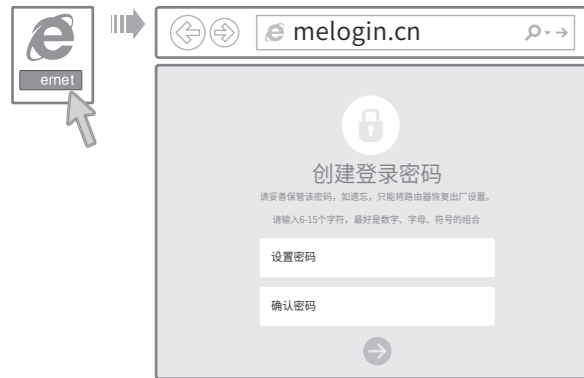 melogin.cn
ernet
创建登录密码
请妥善保管该密码，如遗忘，只能将路由器恢复出厂设置。
请输入6-15个字符，最好是数字、字母、符号的组合
设置密码
确认密码